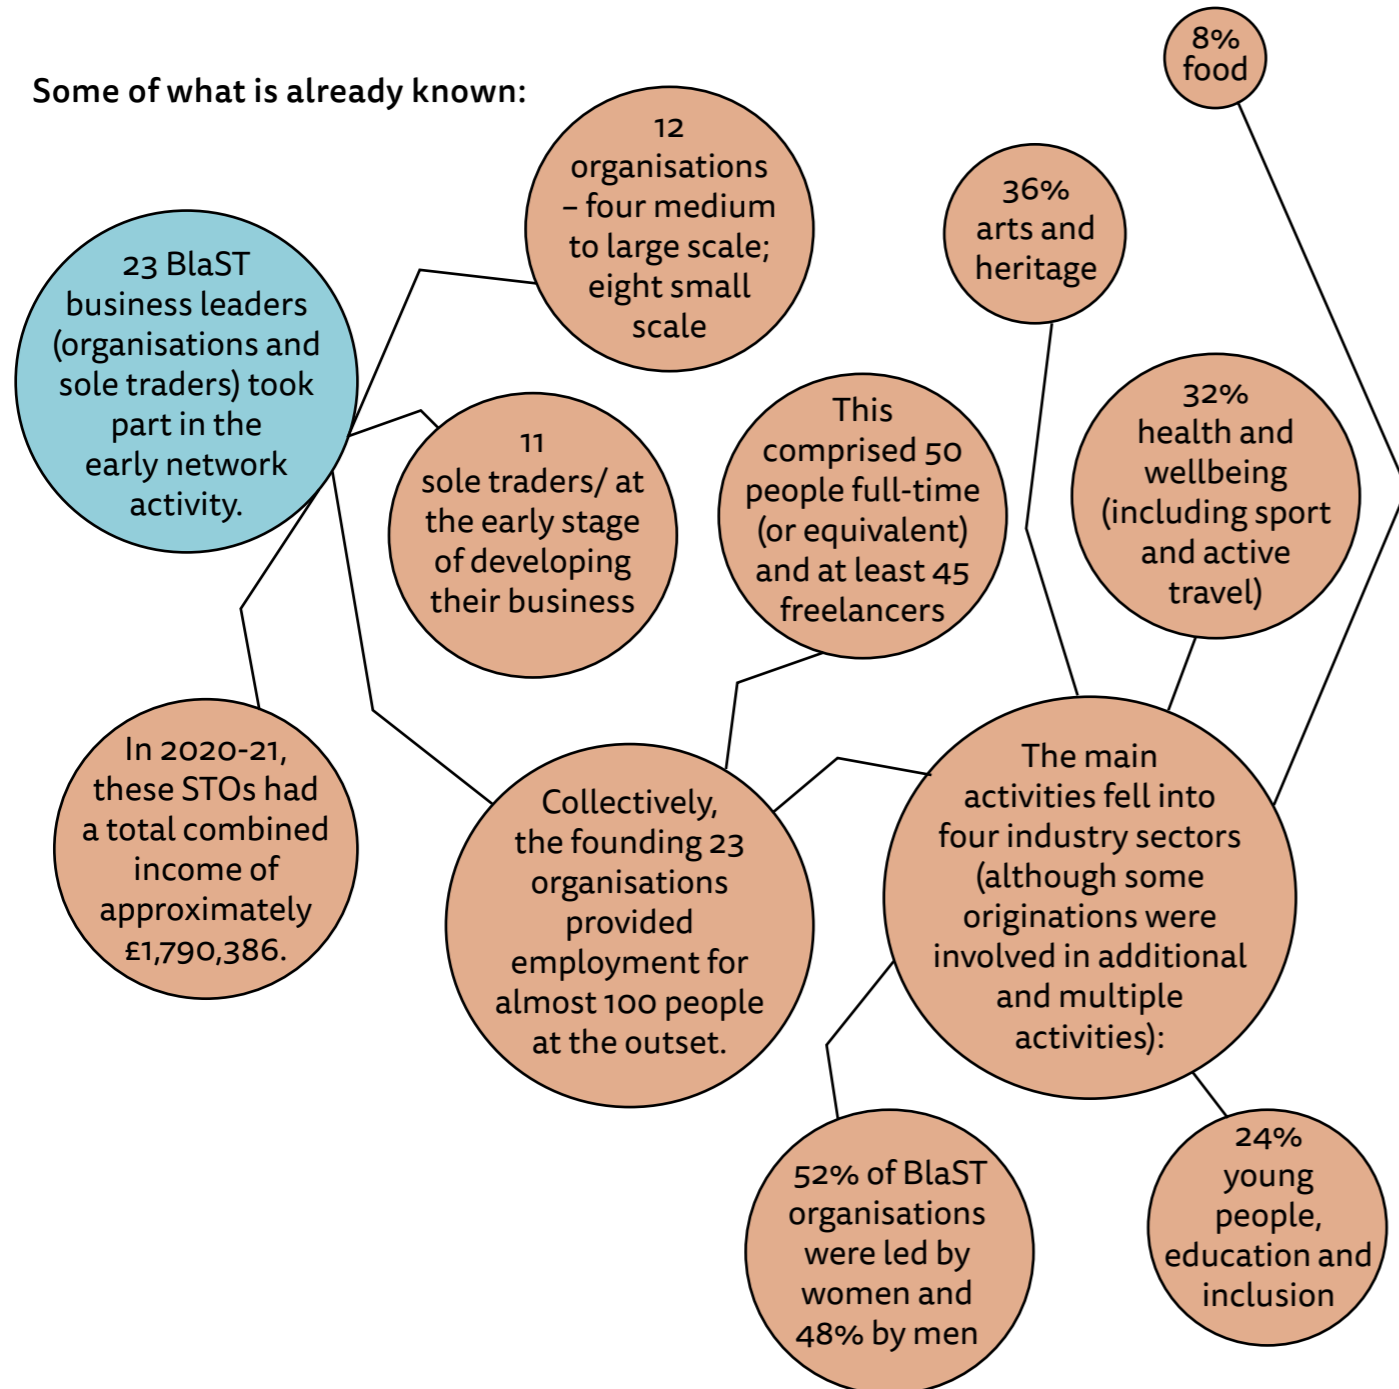 Some of what is already known:
23 BlaST
business leaders
(organisations and
sole traders) took
part in the
early network
activity.
12
organisations
– four medium
to large scale;
eight small
scale
11
sole traders/ at
the early stage
of developing
their business
In 2020-21,
these STOs had
a total combined
income of
approximately
£1,790,386.
Collectively,
the founding 23
organisations
provided
employment for
almost 100 people
at the outset.
This
comprised 50
people full-time
(or equivalent)
and at least 45
freelancers
The main
activities fell into
four industry sectors
(although some
originations were
involved in additional
and multiple
activities):
36%
arts and
heritage
8%
food
32%
health and
wellbeing
(including sport
and active
travel)
24%
young
people,
education and
inclusion
52% of BlaST
organisations
were led by
women and
48% by men